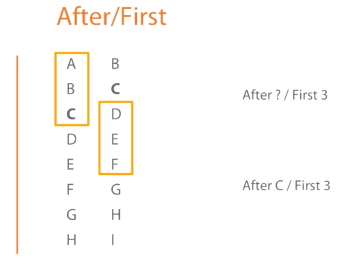 After/First
A B
B C
C D
D E
E F
F G
G H
H I
After ? / First 3
After C / First 3